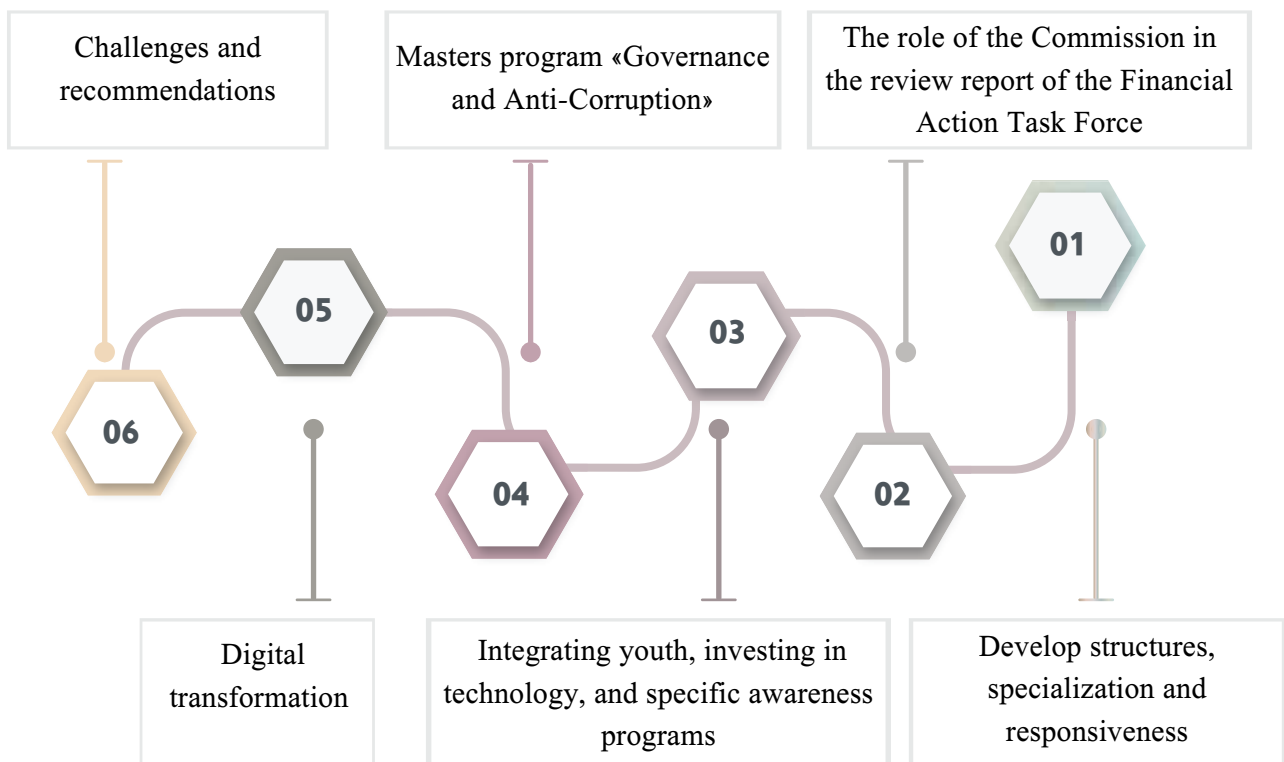 Challenges and
recommendations
Masters program «Governance
and Anti-Corruption»
The role of the Commission in
the review report of the Financial
Action Task Force
01
05
03
06
04
02
Digital
transformation
Integrating youth, investing in
technology, and specific awareness
programs
Develop structures,
specialization and
responsiveness